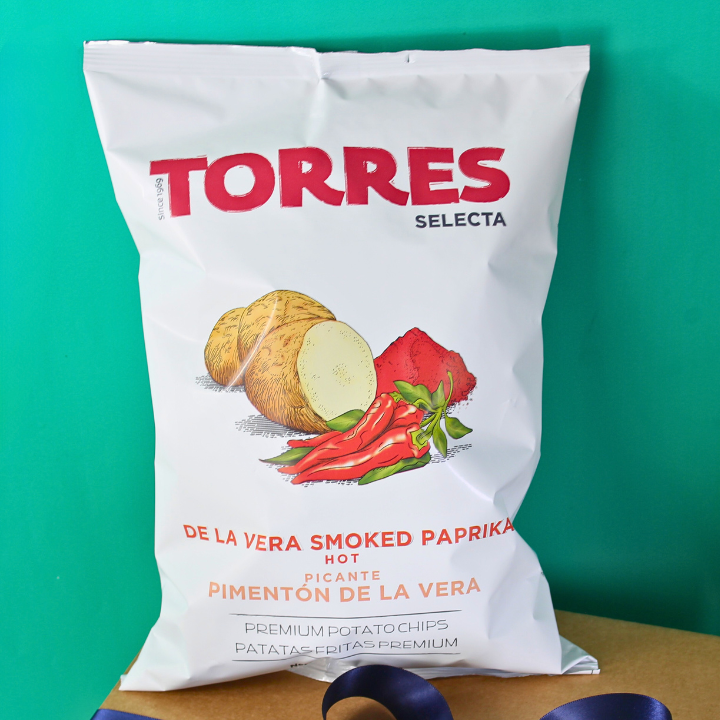 TORRES
since 1969
SELECTA
DE LA VERA SMOKED PAPRIKA
HOT
PICANTE
PIMENTÓN DE LA VERA
PREMIUM POTATO CHIPS
PATATAS FRITAS PREMIUM